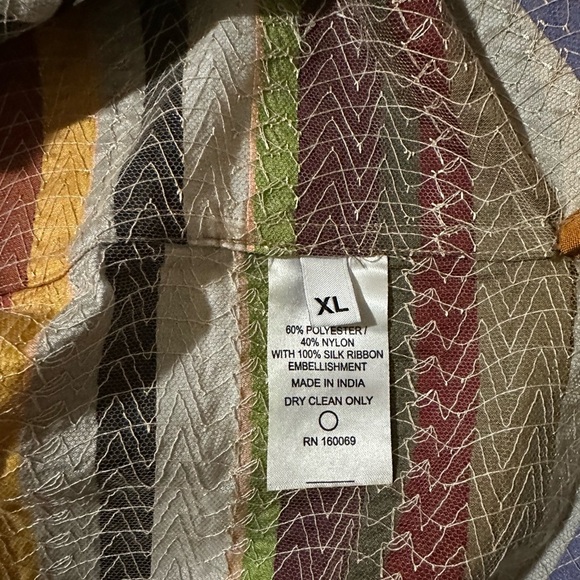 XL
60% POLYESTER/
40% NYLON
WITH 100% SILK RIBBON
EMBELLISHMENT
MADE IN INDIA
DRY CLEAN ONLY
RN 160069